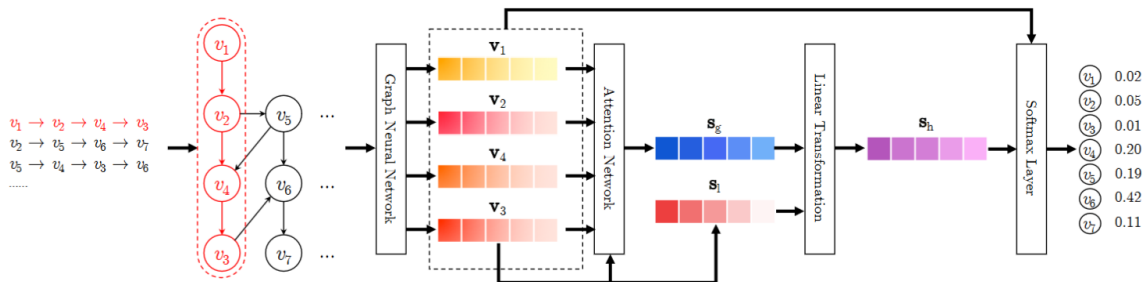 v1 → v2 → v4 → v3
v2 → v5 → v6 → v7
v5 → v4 → v3 → v6
......
v1
v2
v4
v3
v5
v6
v7
...
...
...
Graph Neural Network
v1
v2
v4
v3
Attention Network
sg
sl
Linear Transformation
sh
Softmax Layer
v1 0.02
v2 0.05
v3 0.01
v4 0.20
v5 0.19
v6 0.42
v7 0.11